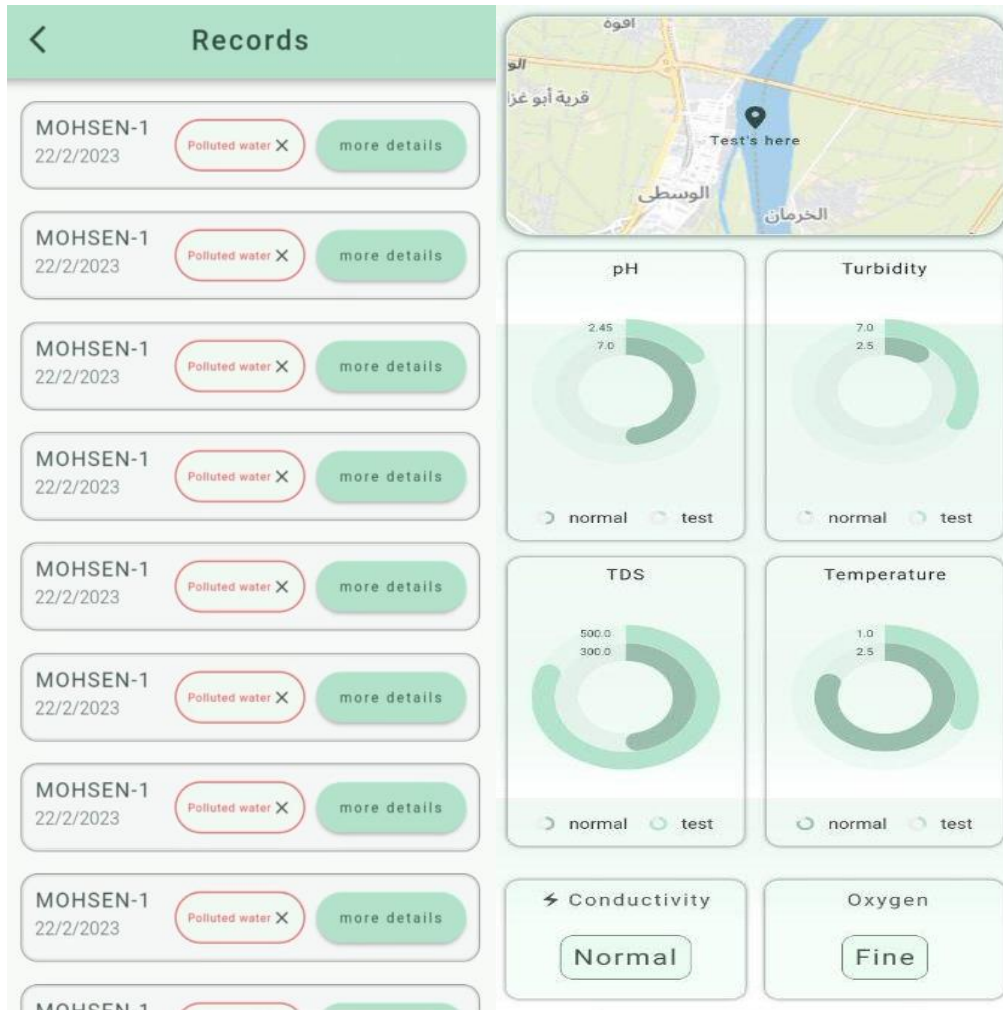 Records
MOHSEN-1
22/2/2023
Polluted water
more details
MOHSEN-1
22/2/2023
Polluted water
more details
MOHSEN-1
22/2/2023
Polluted water
more details
MOHSEN-1
22/2/2023
Polluted water
more details
MOHSEN-1
22/2/2023
Polluted water
more details
MOHSEN-1
22/2/2023
Polluted water
more details
MOHSEN-1
22/2/2023
Polluted water
more details
MOHSEN-1
22/2/2023
Polluted water
more details
MOHSEN-1
افوة
قرية أبو
Test's here
الوسطى
الخرمان
pH
2.45
7.0
normal test
Turbidity
7.0
2.5
normal test
TDS
500.0
300.0
normal test
Temperature
1.0
2.5
normal test
Conductivity
Normal
Oxygen
Fine